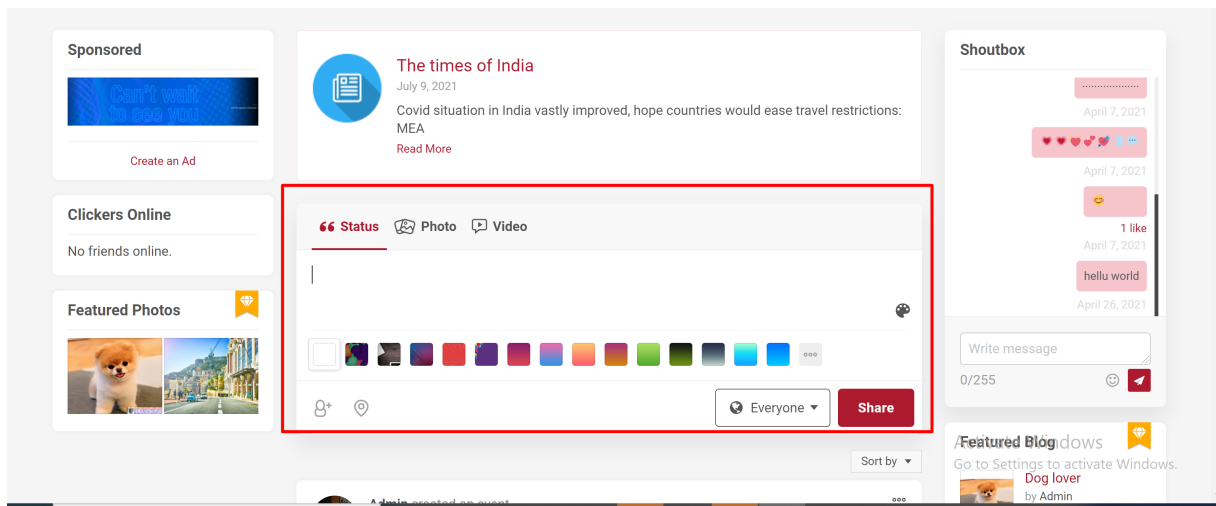 Sponsored
Can't wait
to see you
Create an Ad
Clickers Online
No friends online.
Featured Photos
The times of India
July 9, 2021
Covid situation in India vastly improved, hope countries would ease travel restrictions:
MEA
Read More
Status Photo Video
Everyone
Share
Sort by
Admin created an event
Shoutbox
...................
April 7, 2021
April 7, 2021
1 like
April 7, 2021
hellu world
April 26, 2021
Write message
0/255
Featured Blog
Activate Windows
Go to Settings to activate Windows.
Dog lover
by Admin